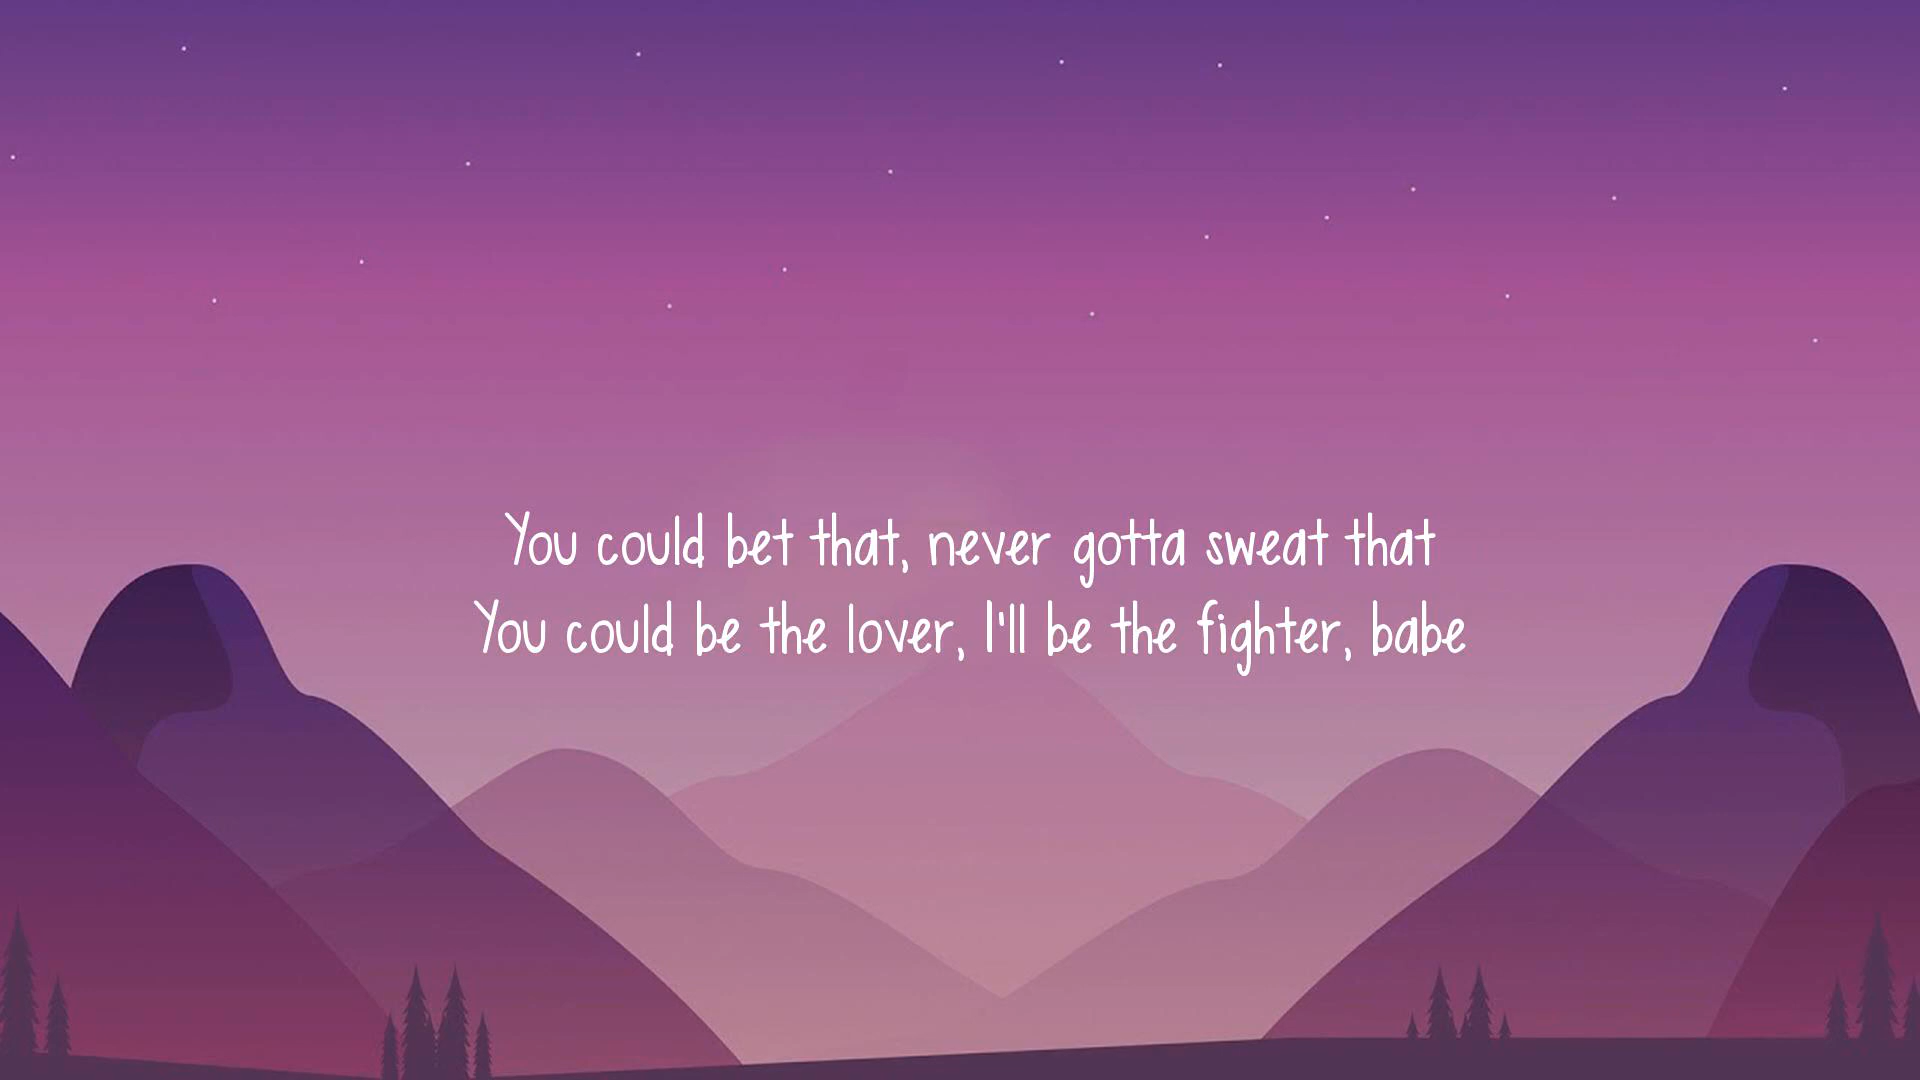 You could bet that, never gotta sweat that
You could be the lover, I'll be the fighter, babe